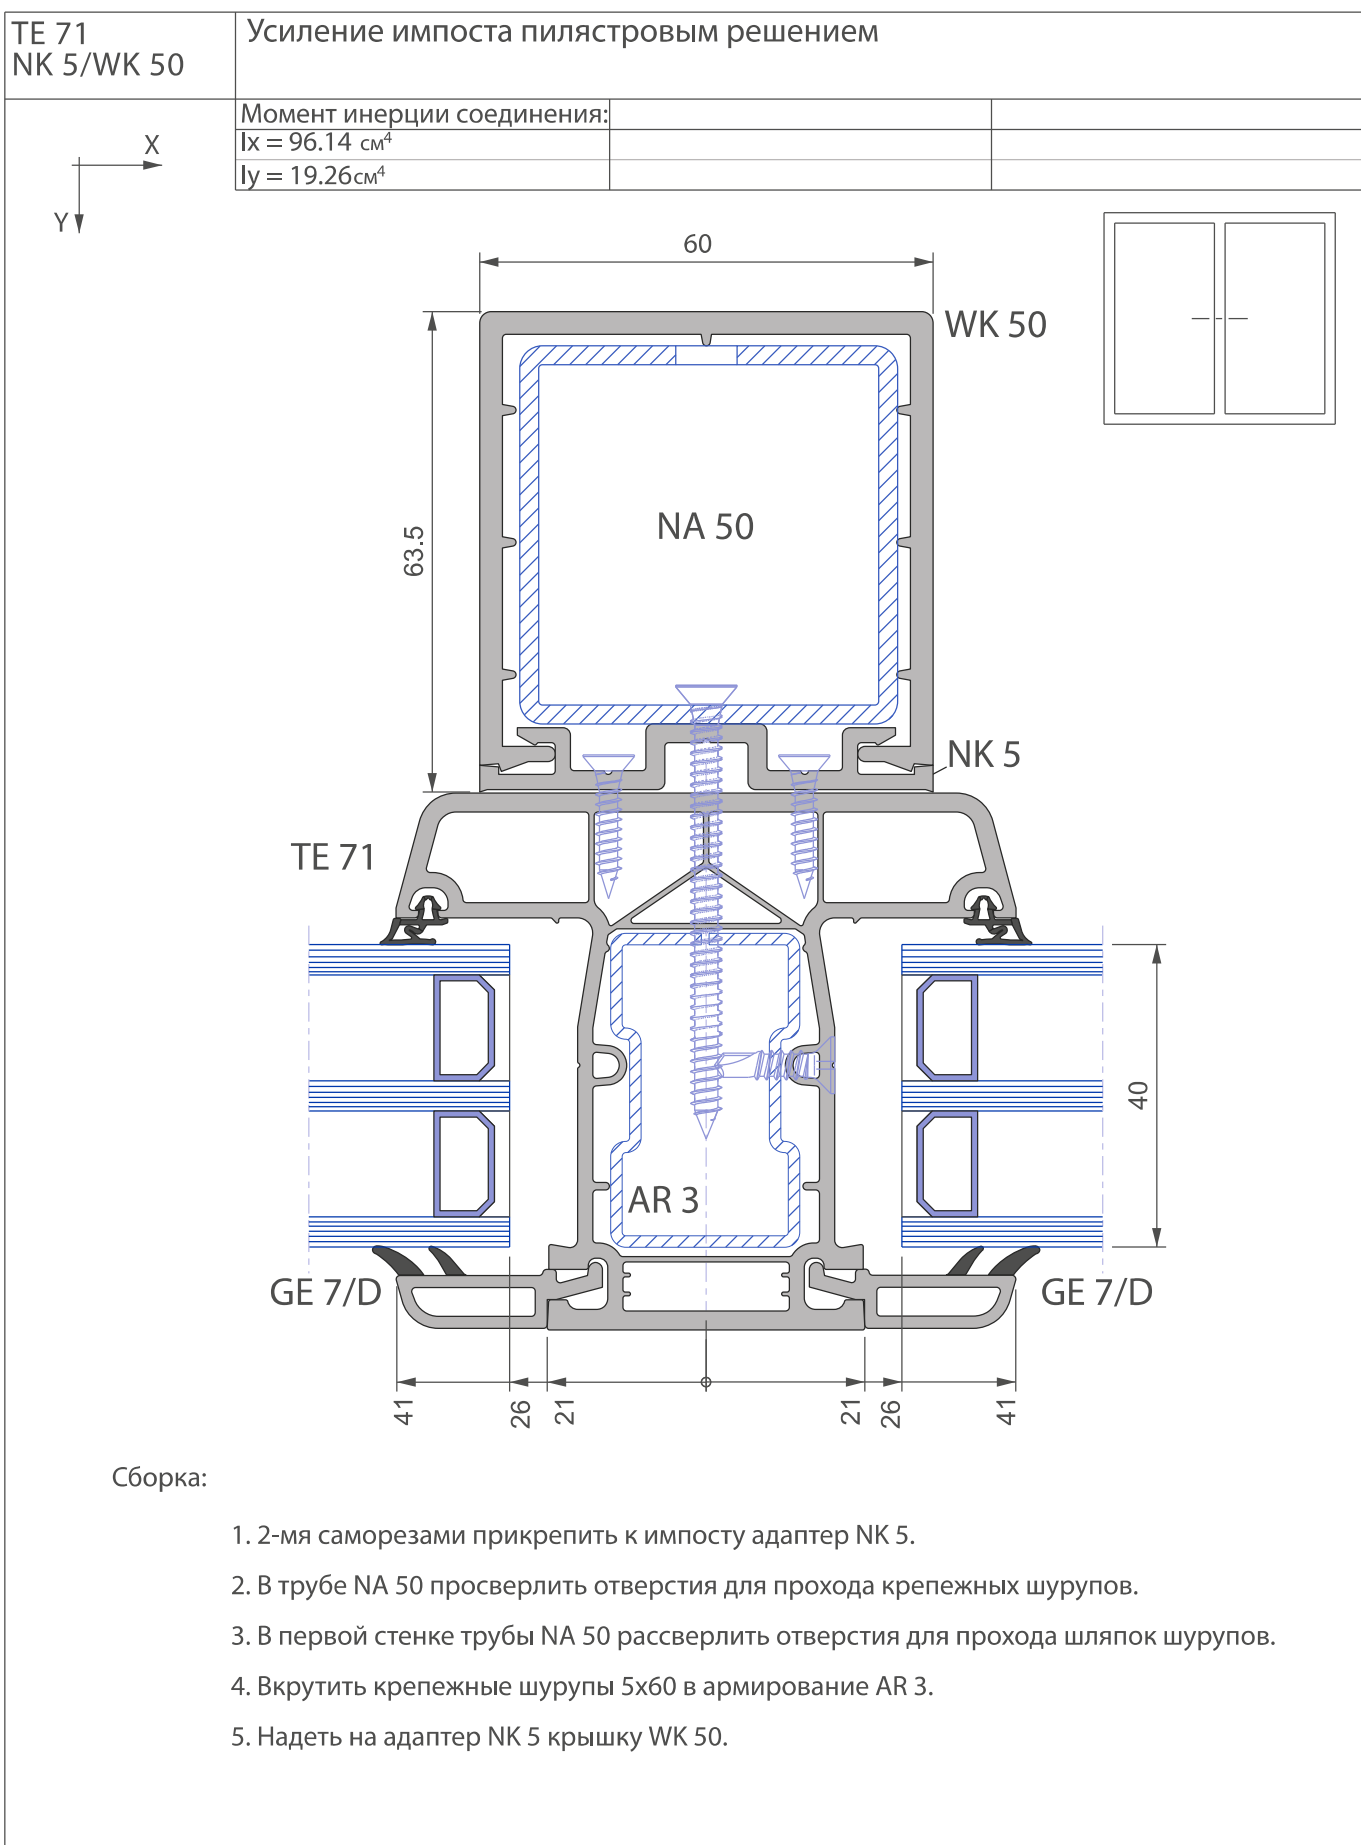 TE 71
NK 5/WK 50
Усиление импоста пилястровым решением
Момент инерции соединения:
Ix = 96.14 см⁴
Iy = 19.26см⁴
X
Y
60
WK 50
63.5
NA 50
NK 5
TE 71
40
AR 3
GE 7/D
GE 7/D
41
26
21
21
26
41
Сборка:
1. 2-мя саморезами прикрепить к импосту адаптер NK 5.
2. В трубе NA 50 просверлить отверстия для прохода крепежных шурупов.
3. В первой стенке трубы NA 50 рассверлить отверстия для прохода шляпок шурупов.
4. Вкрутить крепежные шурупы 5x60 в армирование AR 3.
5. Надеть на адаптер NK 5 крышку WK 50.